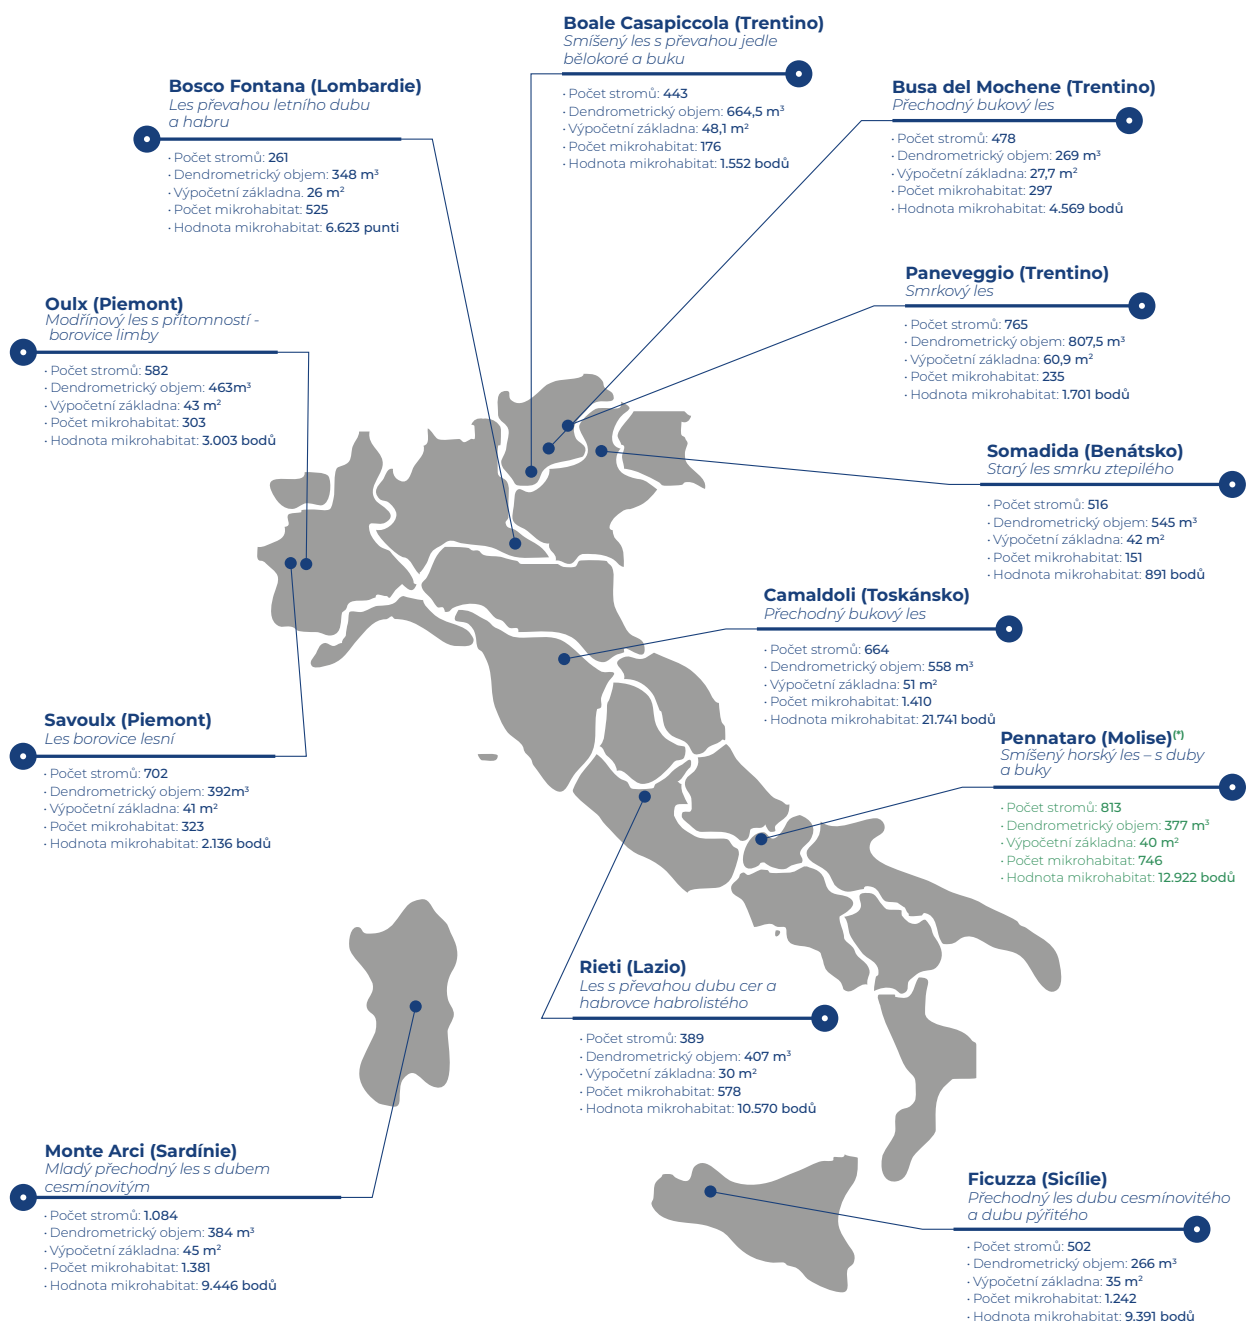 Boale Casapiccola (Trentino)
Smíšený les s převahou jedle
bělokoré a buku
· Počet stromů: 443
· Dendrometrický objem: 664,5 m³
· Výpočetní základna: 48,1 m²
· Počet mikrohabitat: 176
· Hodnota mikrohabitat: 1.552 bodů
Bosco Fontana (Lombardie)
Les převahou letního dubu
a habru
· Počet stromů: 261
· Dendrometrický objem: 348 m³
· Výpočetní základna. 26 m²
· Počet mikrohabitat: 525
· Hodnota mikrohabitat: 6.623 punti
Busa del Mochene (Trentino)
Přechodný bukový les
· Počet stromů: 478
· Dendrometrický objem: 269 m³
· Výpočetní základna: 27,7 m²
· Počet mikrohabitat: 297
· Hodnota mikrohabitat: 4.569 bodů
Paneveggio (Trentino)
Smrkový les
· Počet stromů: 765
· Dendrometrický objem: 807,5 m³
· Výpočetní základna: 60,9 m²
· Počet mikrohabitat: 235
· Hodnota mikrohabitat: 1.701 bodů
Oulx (Piemont)
Modřínový les s přítomností -
borovice limby
· Počet stromů: 582
· Dendrometrický objem: 463m³
· Výpočetní základna: 43 m²
· Počet mikrohabitat: 303
· Hodnota mikrohabitat: 3.003 bodů
Somadida (Benátsko)
Starý les smrku ztepilého
· Počet stromů: 516
· Dendrometrický objem: 545 m³
· Výpočetní základna: 42 m²
· Počet mikrohabitat: 151
· Hodnota mikrohabitat: 891 bodů
Camaldoli (Toskánsko)
Přechodný bukový les
· Počet stromů: 664
· Dendrometrický objem: 558 m³
· Výpočetní základna: 51 m²
· Počet mikrohabitat: 1.410
· Hodnota mikrohabitat: 21.741 bodů
Savoulx (Piemont)
Les borovice lesní
· Počet stromů: 702
· Dendrometrický objem: 392m³
· Výpočetní základna: 41 m²
· Počet mikrohabitat: 323
· Hodnota mikrohabitat: 2.136 bodů
Pennataro (Molise)(*)
Smíšený horský les – s duby
a buky
· Počet stromů: 813
· Dendrometrický objem: 377 m³
· Výpočetní základna: 40 m²
· Počet mikrohabitat: 746
· Hodnota mikrohabitat: 12.922 bodů
Rieti (Lazio)
Les s převahou dubu cer a
habrovce habrolistého
· Počet stromů: 389
· Dendrometrický objem: 407 m³
· Výpočetní základna: 30 m²
· Počet mikrohabitat: 578
· Hodnota mikrohabitat: 10.570 bodů
Monte Arci (Sardínie)
Mladý přechodný les s dubem
cesmínovitým
· Počet stromů: 1.084
· Dendrometrický objem: 384 m³
· Výpočetní základna: 45 m²
· Počet mikrohabitat: 1.381
· Hodnota mikrohabitat: 9.446 bodů
Ficuzza (Sicílie)
Přechodný les dubu cesmínovitého
a dubu pýřitého
· Počet stromů: 502
· Dendrometrický objem: 266 m³
· Výpočetní základna: 35 m²
· Počet mikrohabitat: 1.242
· Hodnota mikrohabitat: 9.391 bodů